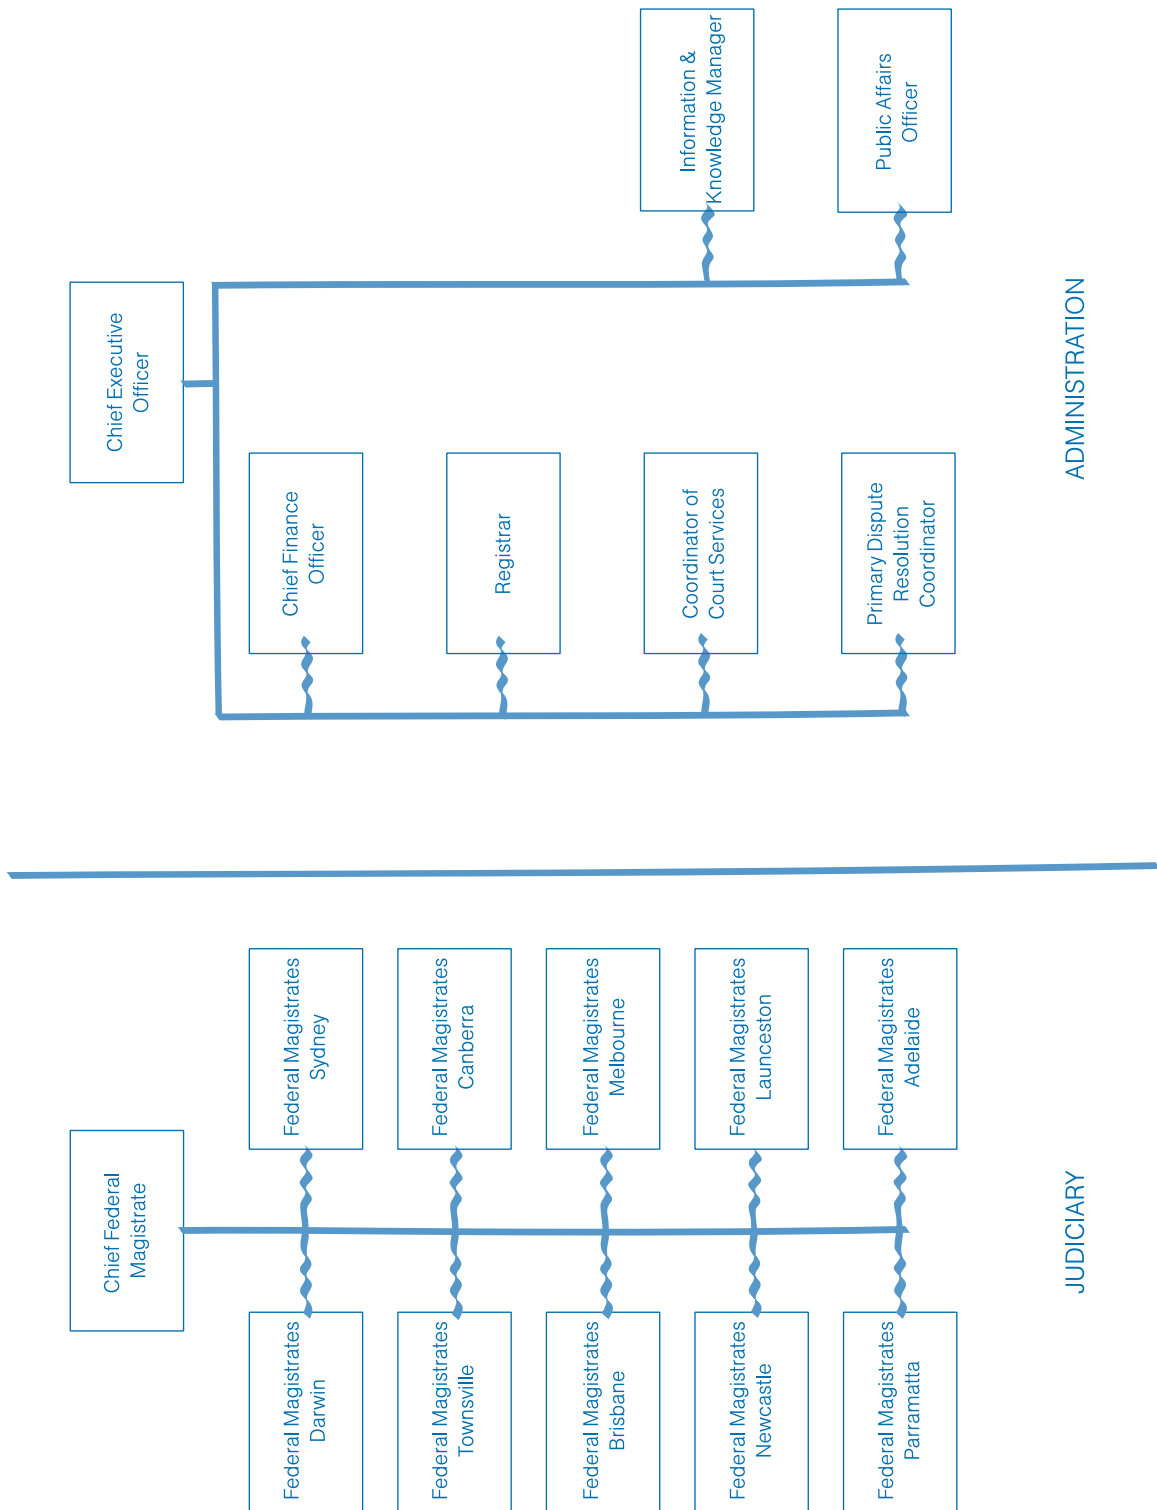 Chief Federal
Magistrate
Federal Magistrates
Darwin
Federal Magistrates
Sydney
Federal Magistrates
Townsville
Federal Magistrates
Canberra
Federal Magistrates
Brisbane
Federal Magistrates
Melbourne
Federal Magistrates
Newcastle
Federal Magistrates
Launceston
Federal Magistrates
Parramatta
Federal Magistrates
Adelaide
JUDICIARY
Chief Executive
Officer
Chief Finance
Officer
Registrar
Coordinator of
Court Services
Information &
Knowledge Manager
Primary Dispute
Resolution
Coordinator
Public Affairs
Officer
ADMINISTRATION